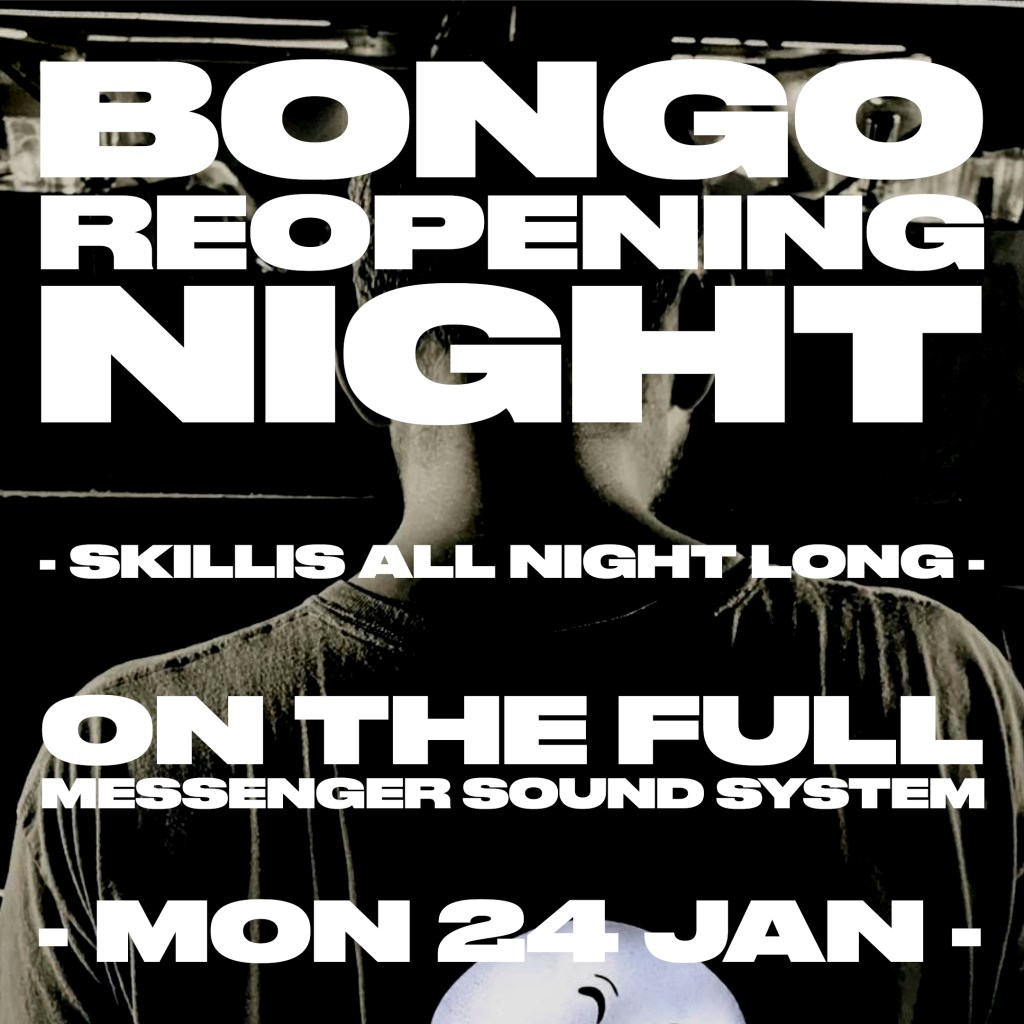 BONGO
REOPENING
NIGHT
- SKILLIS ALL NIGHT LONG -
ON THE FULL
MESSENGER SOUND SYSTEM
- MON 24 JAN -